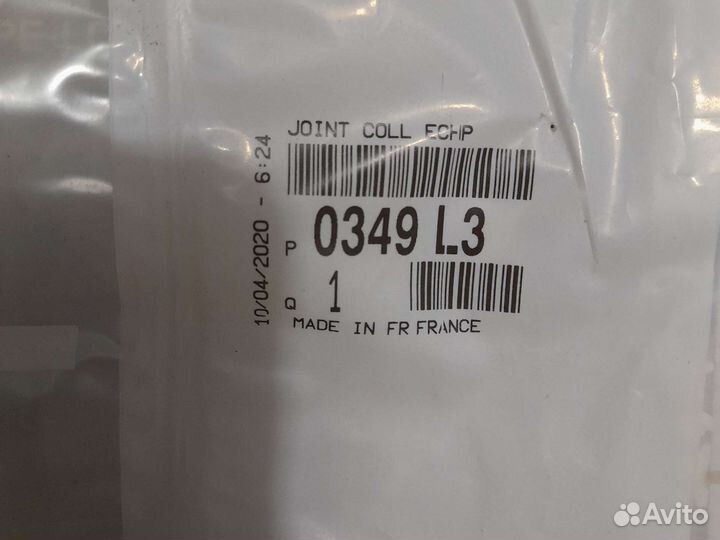 JOINT COLL ECHP
10/04/2020 - 6:24
P 0349 L3
Q 1
MADE IN FR FRANCE
Avito